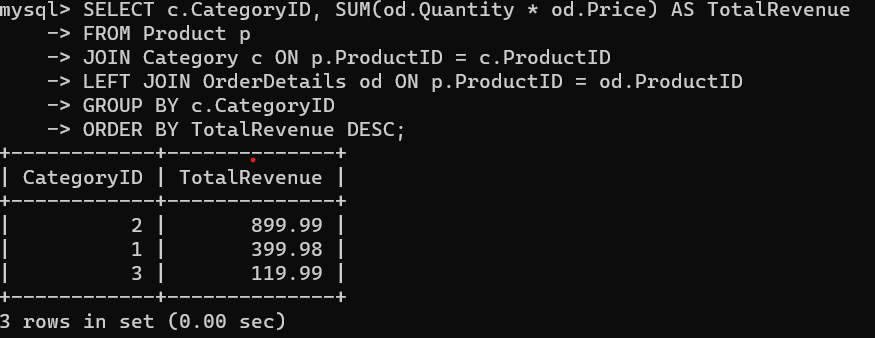 mysql> SELECT c.CategoryID, SUM(od.Quantity * od.Price) AS TotalRevenue
    -> FROM Product p
    -> JOIN Category c ON p.ProductID = c.ProductID
    -> LEFT JOIN OrderDetails od ON p.ProductID = od.ProductID
    -> GROUP BY c.CategoryID
    -> ORDER BY TotalRevenue DESC;
+------------+--------------+
| CategoryID | TotalRevenue |
+------------+--------------+
|          2 |       899.99 |
|          1 |       399.98 |
|          3 |       119.99 |
+------------+--------------+
3 rows in set (0.00 sec)